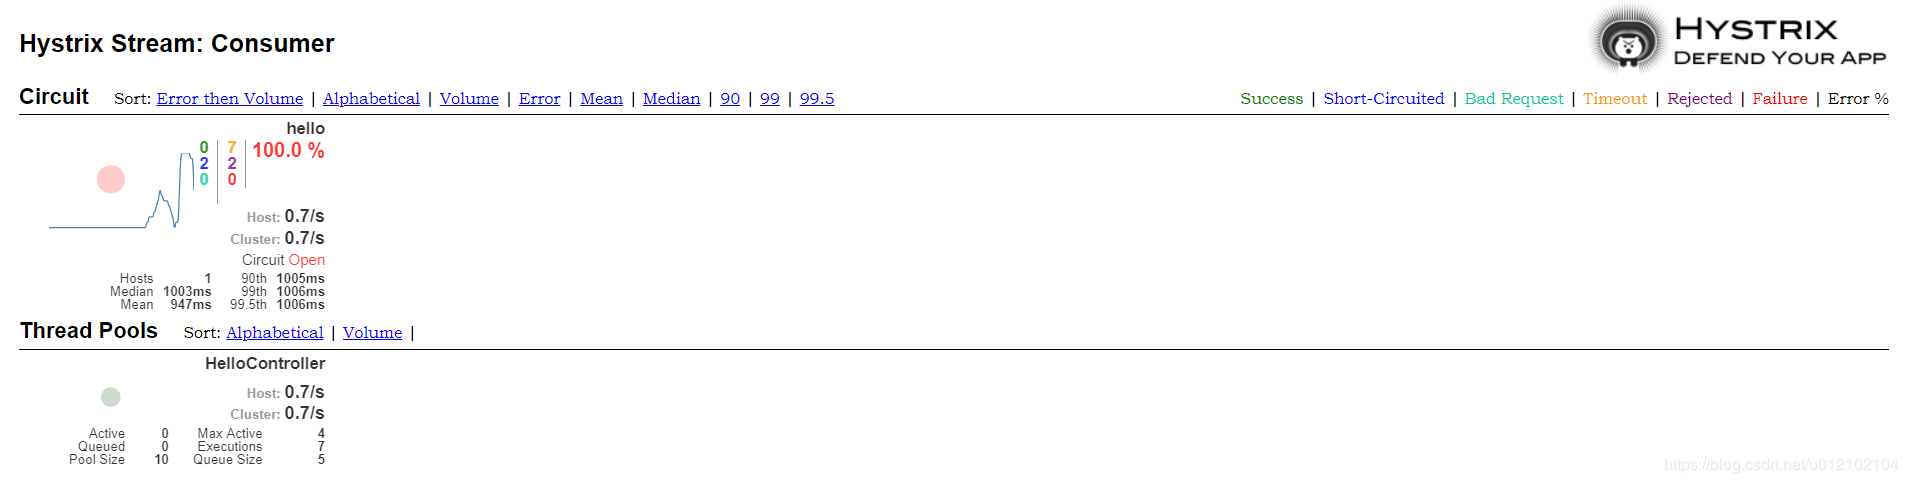 Hystrix Stream: Consumer
HYSTRIX
DEFEND YOUR APP
Circuit Sort: Error then Volume | Alphabetical | Volume | Error | Mean | Median | 90 | 99 | 99.5
Success | Short-Circuited | Bad Request | Timeout | Rejected | Failure | Error %
hello
0 7 100.0 %
2 2
0 0
Host: 0.7/s
Cluster: 0.7/s
Circuit Open
Hosts 1 90th 1005ms
Median 1003ms 99th 1006ms
Mean 947ms 99.5th 1006ms
Thread Pools Sort: Alphabetical | Volume |
HelloController
Host: 0.7/s
Cluster: 0.7/s
Active 0 Max Active 4
Queued 0 Executions 7
Pool Size 10 Queue Size 5
https://blog.csdn.net/u012102104